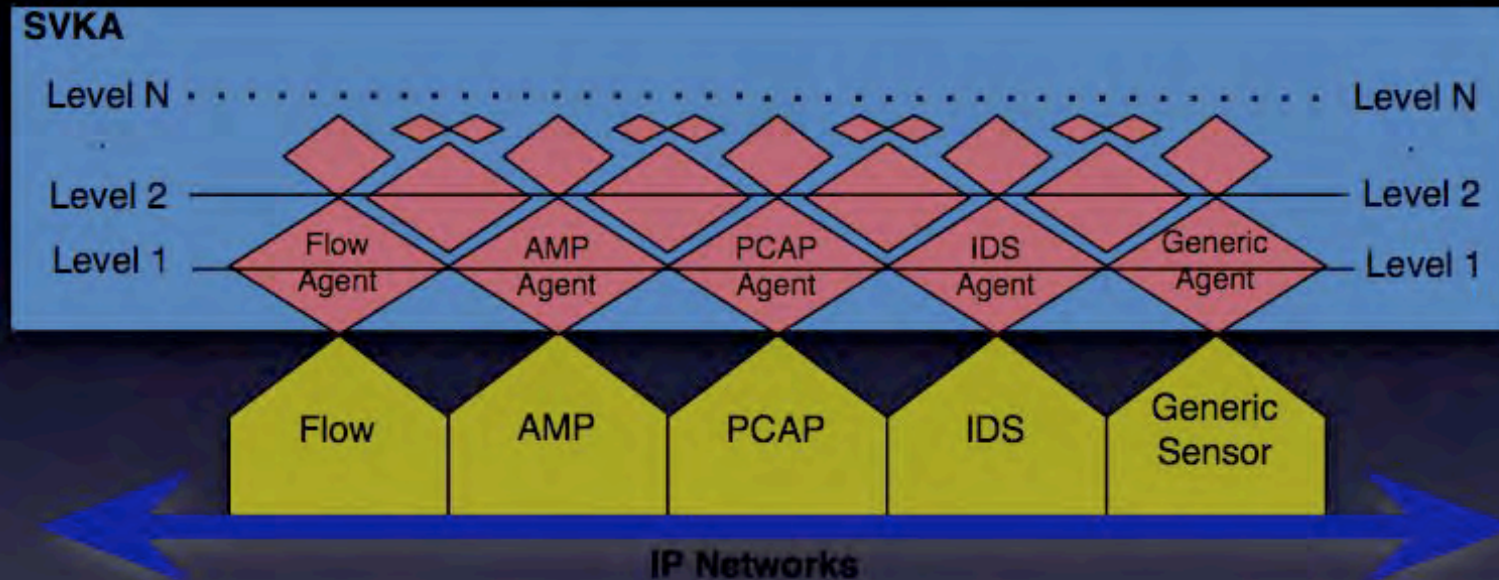 SVKA
Level N
Level N
Level 2
Level 2
Level 1
Level 1
Flow
Agent
AMP
Agent
PCAP
Agent
IDS
Agent
Generic
Agent
Flow
AMP
PCAP
IDS
Generic
Sensor
IP Networks